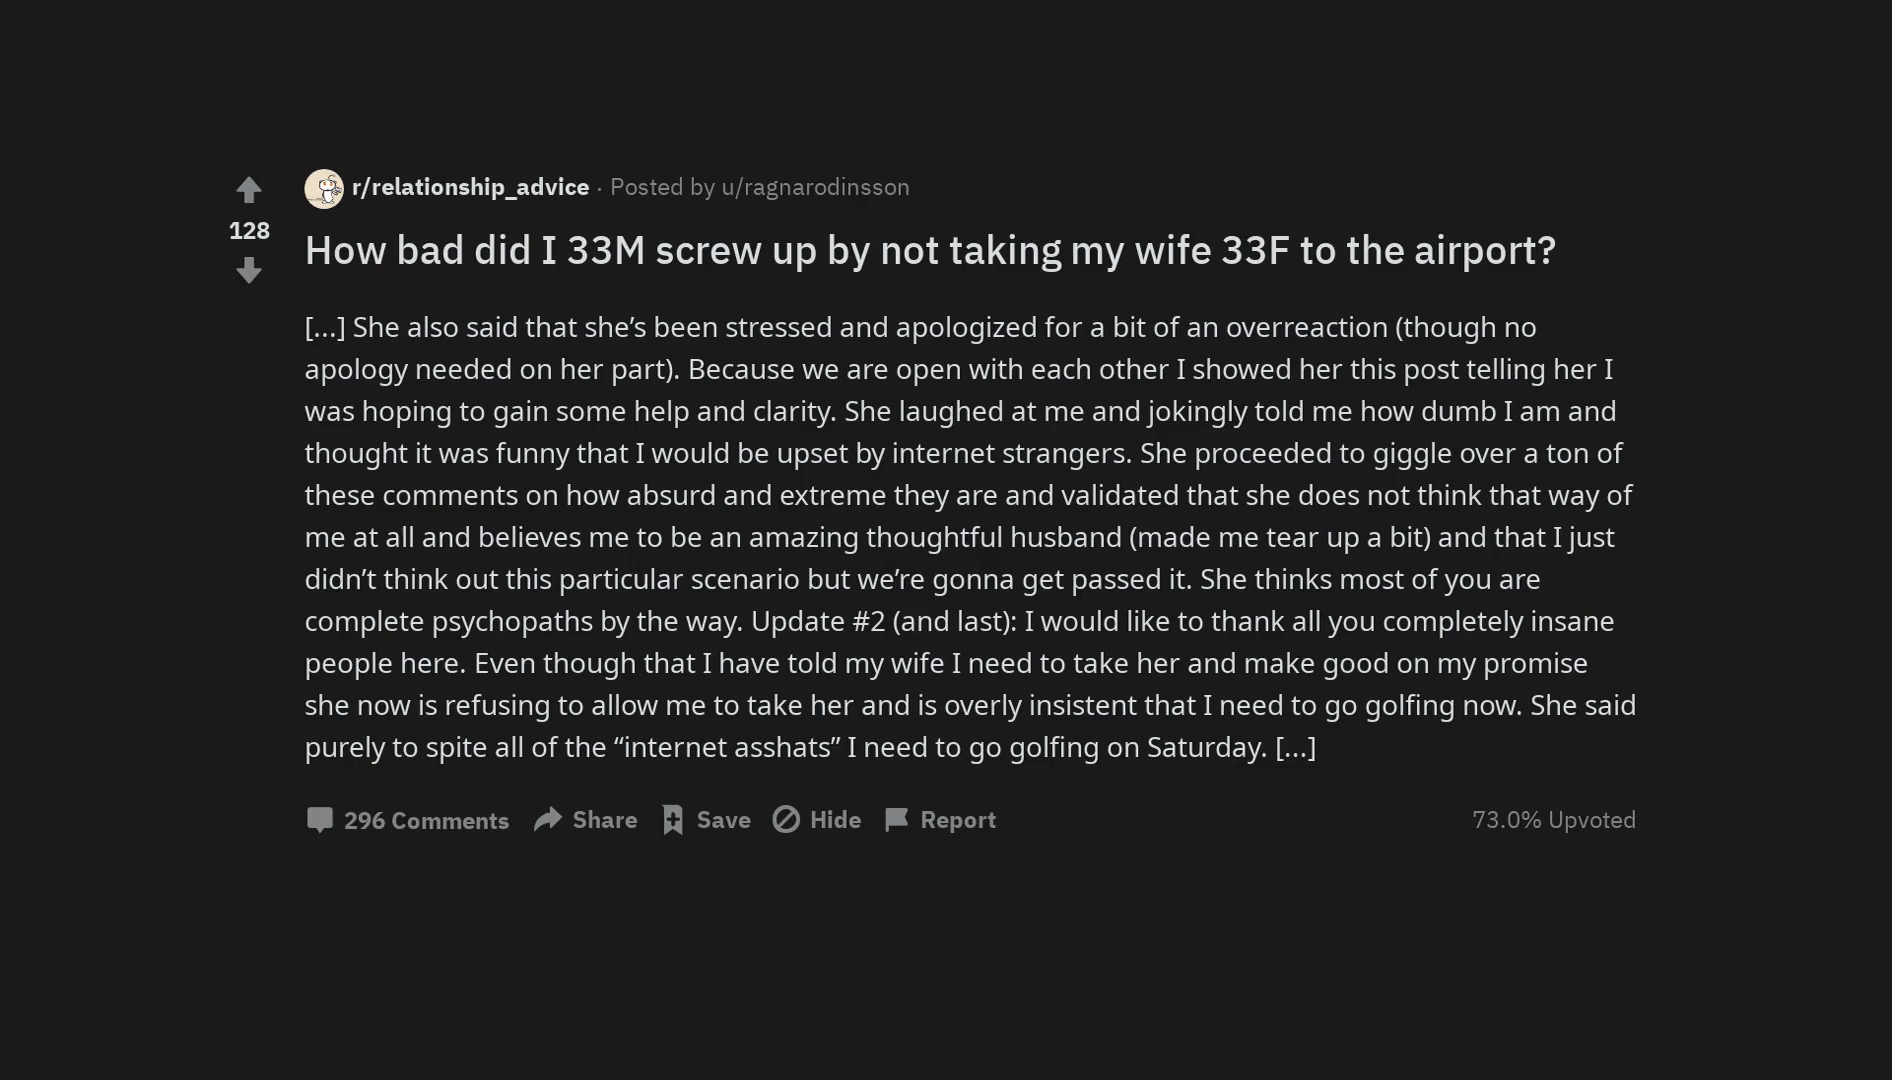 r/relationship_advice · Posted by u/ragnarodinsson
128
How bad did I 33M screw up by not taking my wife 33F to the airport?
[...] She also said that she’s been stressed and apologized for a bit of an overreaction (though no
apology needed on her part). Because we are open with each other I showed her this post telling her I
was hoping to gain some help and clarity. She laughed at me and jokingly told me how dumb I am and
thought it was funny that I would be upset by internet strangers. She proceeded to giggle over a ton of
these comments on how absurd and extreme they are and validated that she does not think that way of
me at all and believes me to be an amazing thoughtful husband (made me tear up a bit) and that I just
didn’t think out this particular scenario but we’re gonna get passed it. She thinks most of you are
complete psychopaths by the way. Update #2 (and last): I would like to thank all you completely insane
people here. Even though that I have told my wife I need to take her and make good on my promise
she now is refusing to allow me to take her and is overly insistent that I need to go golfing now. She said
purely to spite all of the “internet asshats” I need to go golfing on Saturday. [...]
296 Comments Share Save Hide Report 73.0% Upvoted